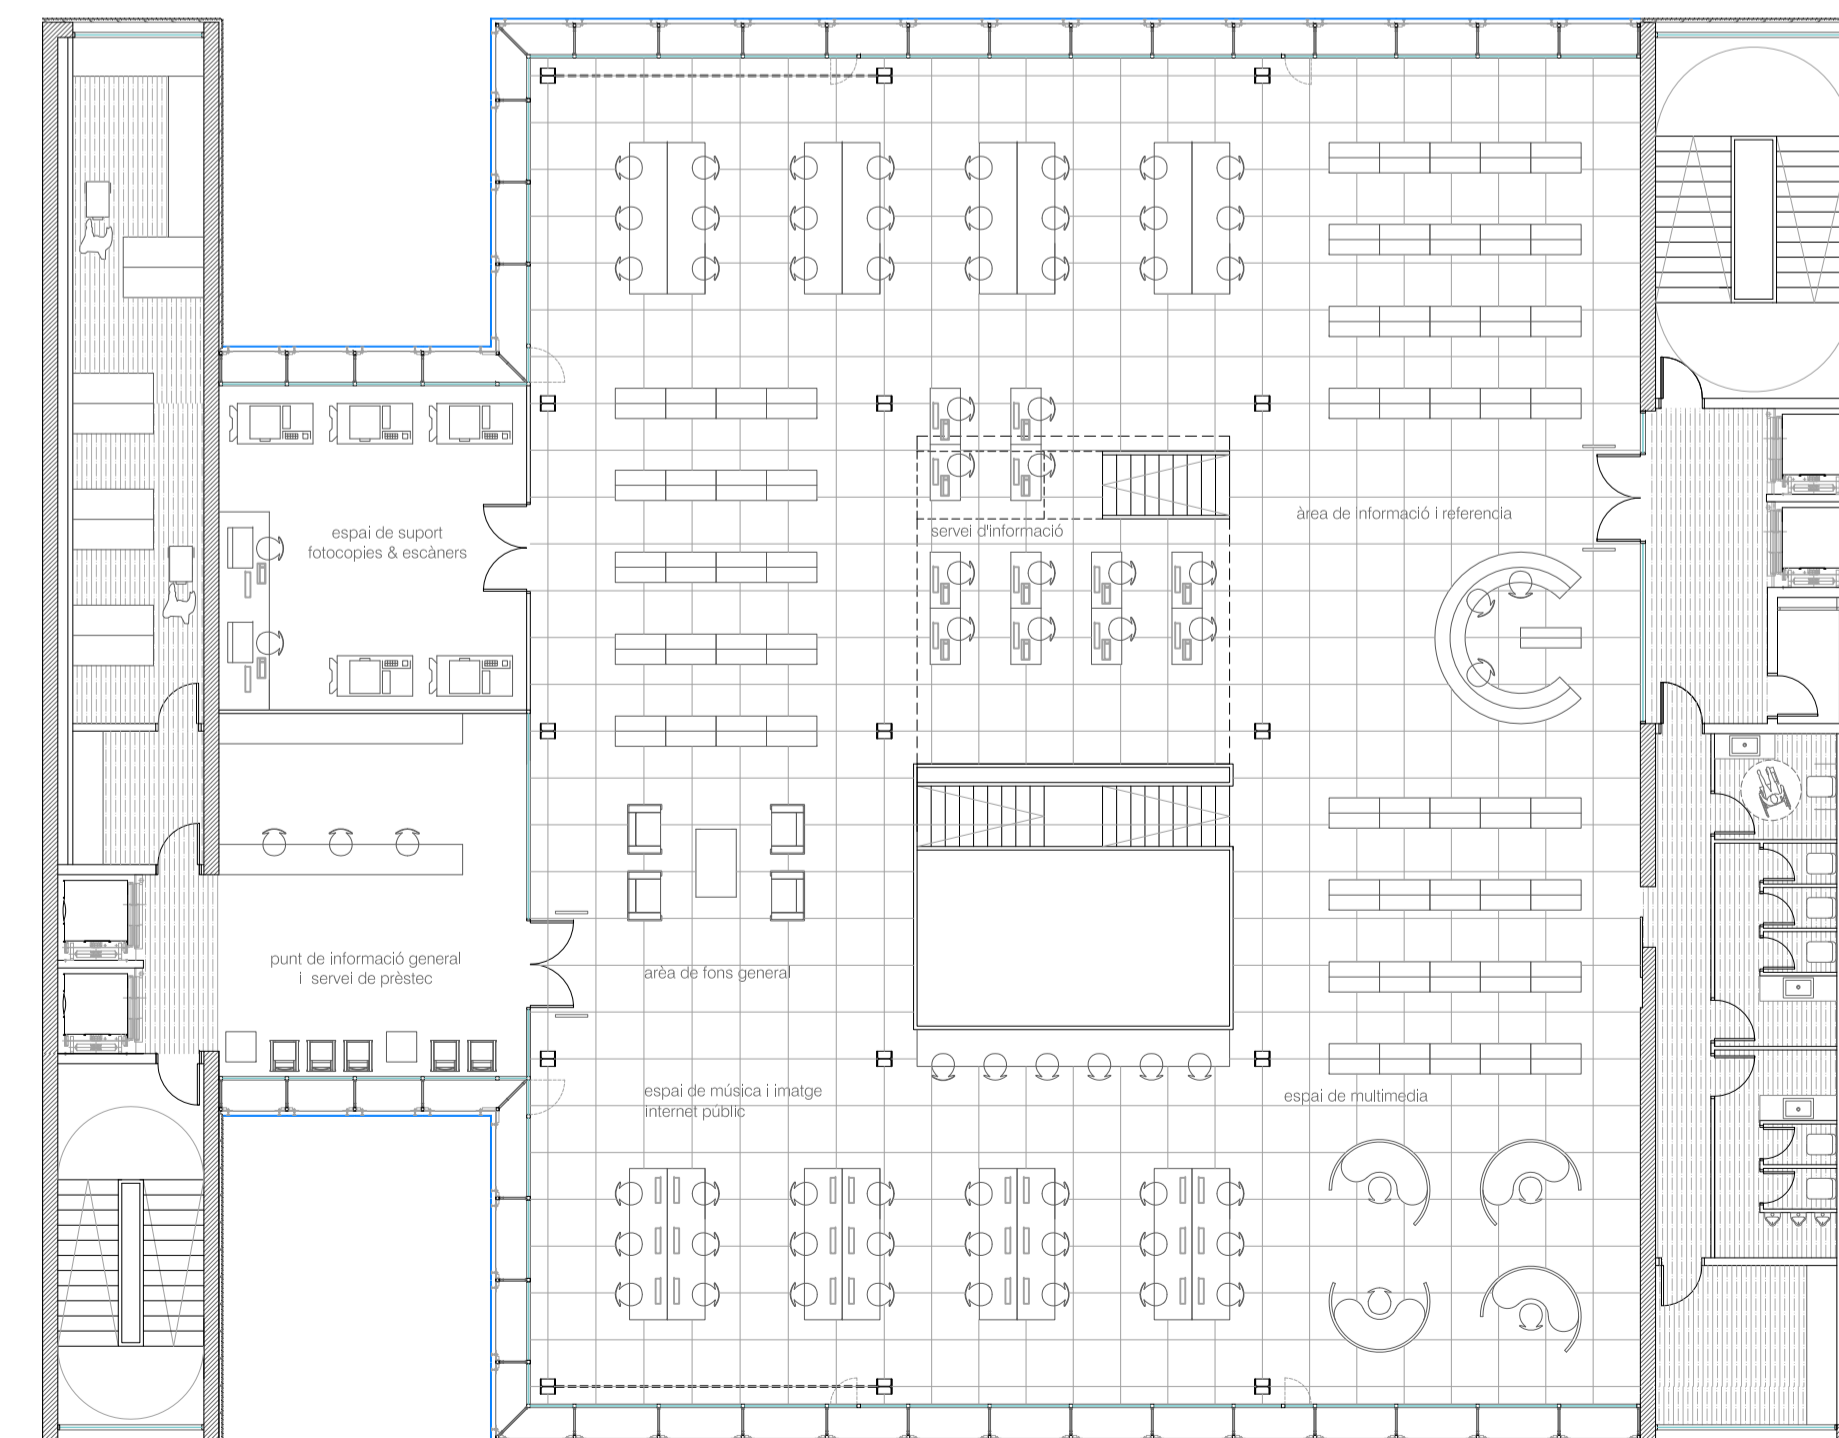 espai de suport
fotocopies & escàners
servei d'informació
àrea de informació i referencia
punt de informació general
i servei de prèstec
arèa de fons general
espai de música i imatge
internet públic
espai de multimedia